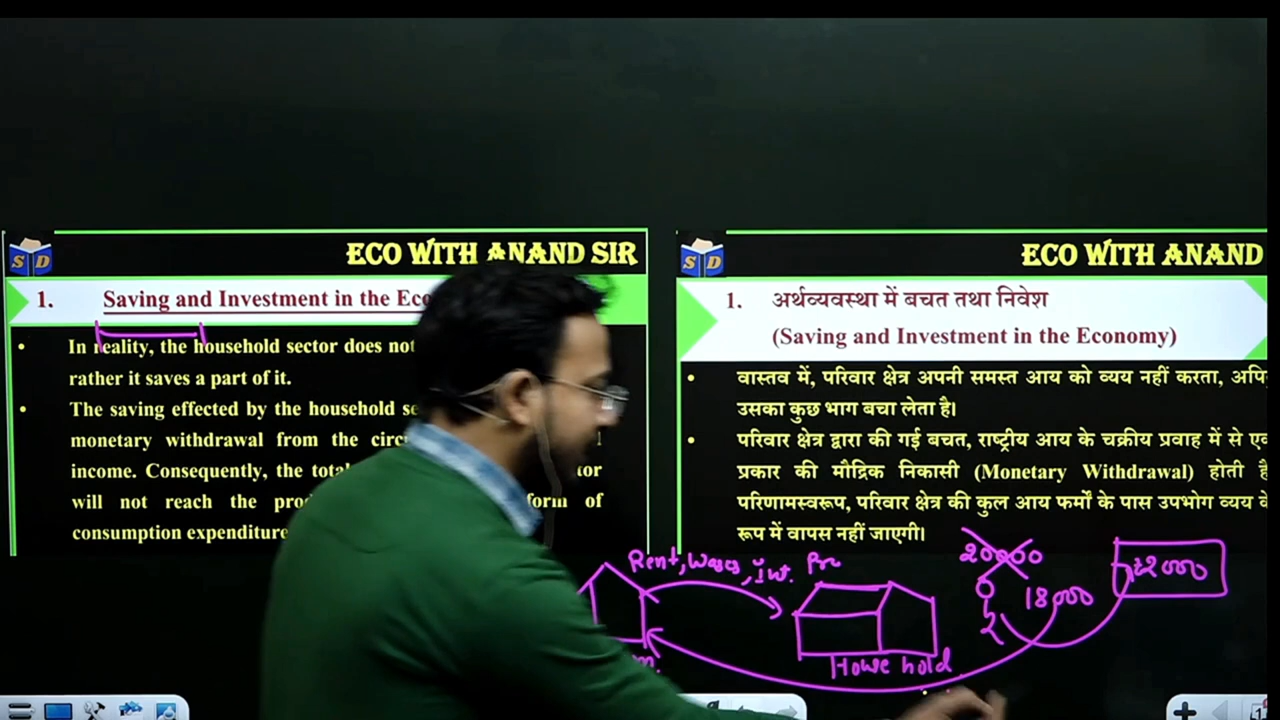 S D
ECO WITH ANAND SIR
1. Saving and Investment in the Eco
In reality, the household sector does not
rather it saves a part of it.
The saving effected by the household se
monetary withdrawal from the circ
income. Consequently, the total tor
will not reach the pro form of
consumption expenditure
S D
ECO WITH ANAND
1. अर्थव्यवस्था में बचत तथा निवेश
(Saving and Investment in the Economy)
वास्तव में, परिवार क्षेत्र अपनी समस्त आय को व्यय नहीं करता, अपि
उसका कुछ भाग बचा लेता है।
परिवार क्षेत्र द्वारा की गई बचत, राष्ट्रीय आय के चक्रीय प्रवाह में से एक
प्रकार की मौद्रिक निकासी (Monetary Withdrawal) होती है
परिणामस्वरूप, परिवार क्षेत्र की कुल आय फर्मों के पास उपभोग व्यय के
रूप में वापस नहीं जाएगी।
Rent, Wages, int. Pro
20000
18000
2000
House hold